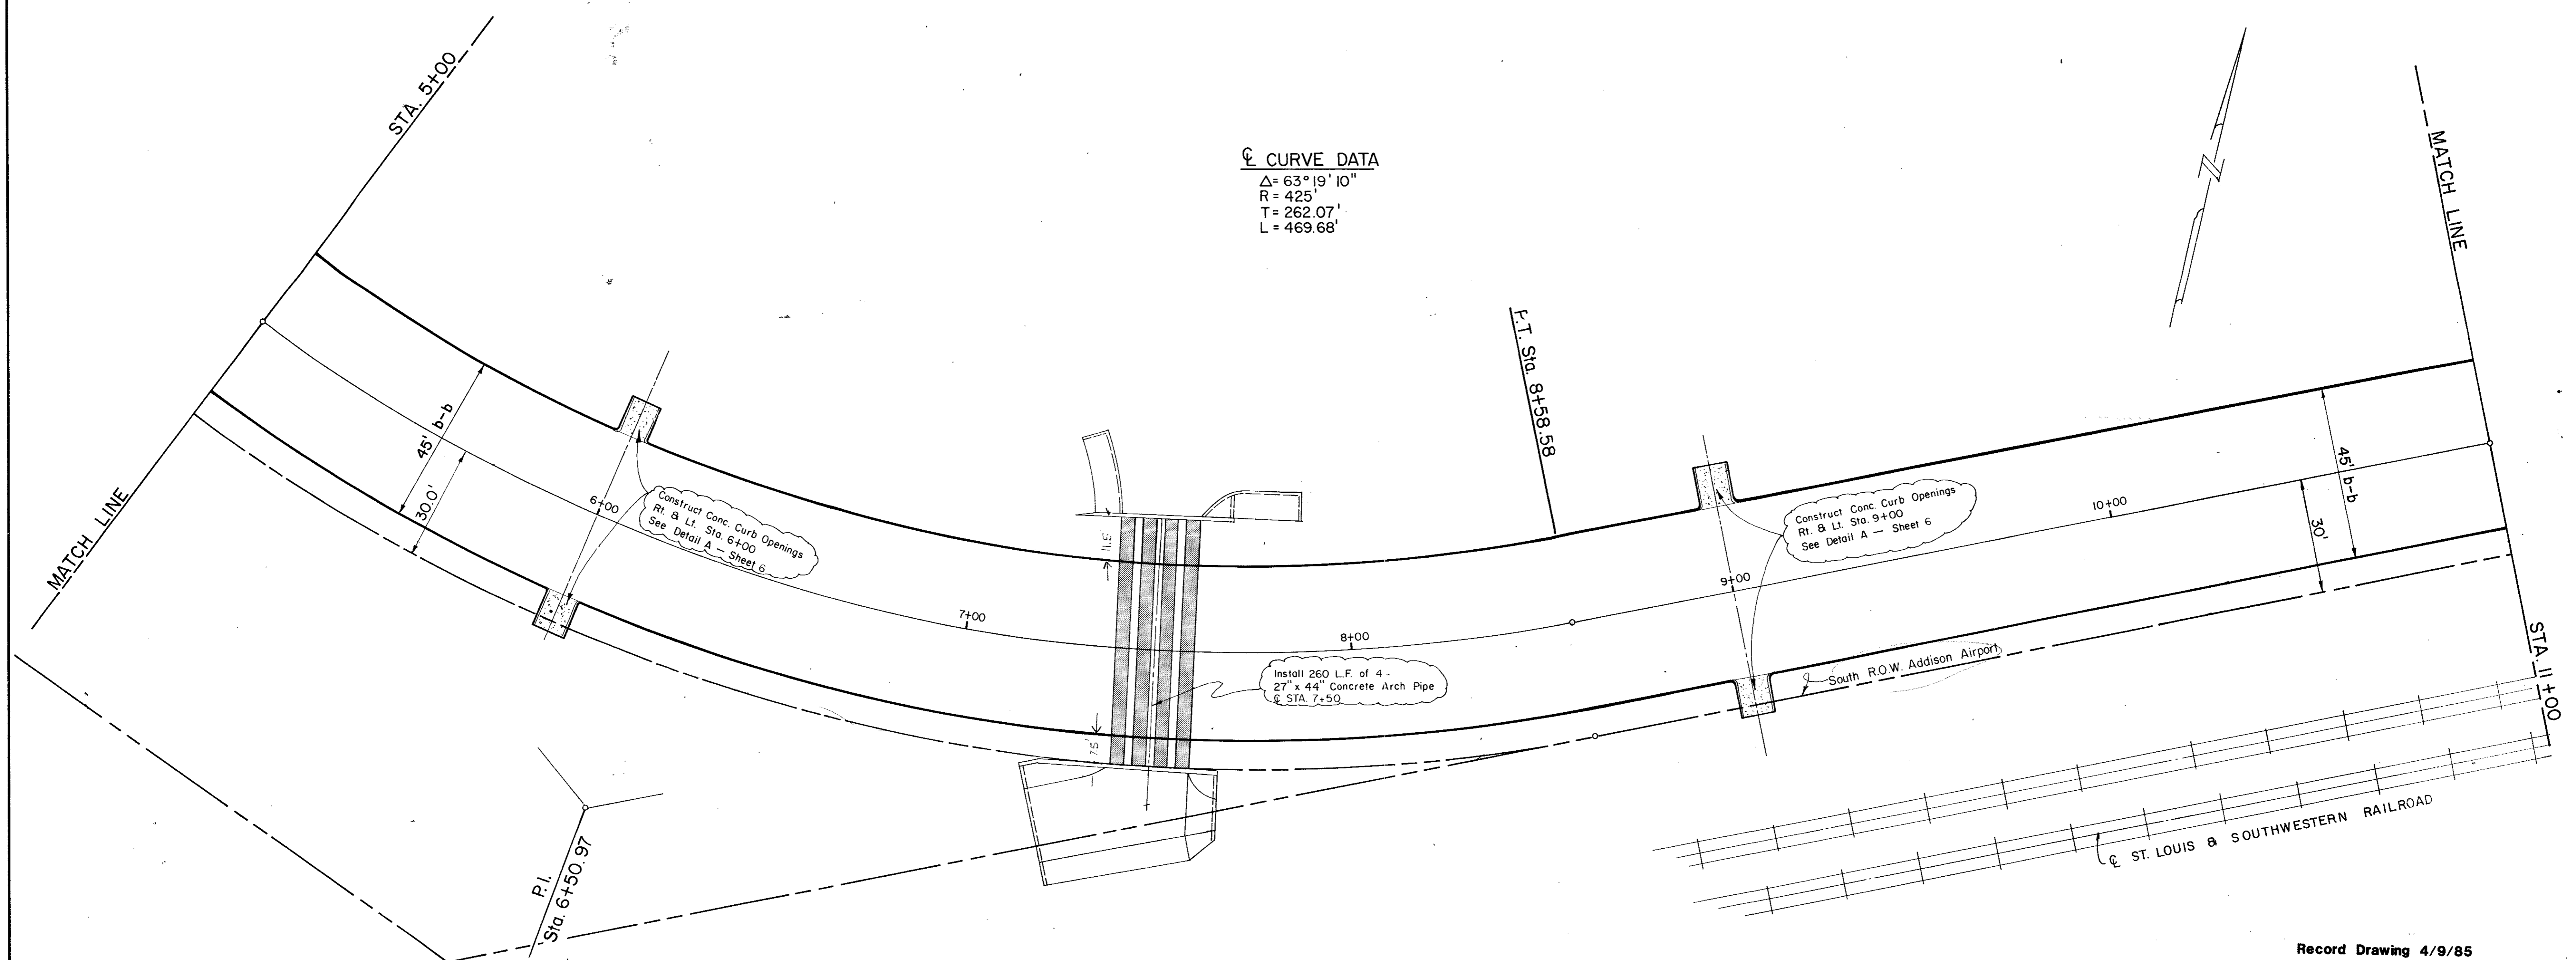 STA. 5+00
MATCH LINE
℄ CURVE DATA
Δ= 63° 19' 10"
R = 425'
T = 262.07'
L = 469.68'
N
MATCH LINE
STA. 11+00
45' b-b
30.0'
6+00
Construct Conc. Curb Openings
Rt. & Lt. Sta. 6+00
See Detail A — Sheet 6
7+00
11.5'
7.5'
8+00
Install 260 L.F. of 4 -
27" x 44" Concrete Arch Pipe
℄ STA. 7+50
P.T. Sta. 8+58.58
9+00
Construct Conc. Curb Openings
Rt. & Lt. Sta. 9+00
See Detail A — Sheet 6
10+00
45' b-b
30'
South R.O.W. Addison Airport
℄ ST. LOUIS & SOUTHWESTERN RAILROAD
P.I.
Sta. 6+50.97
Record Drawing 4/9/85